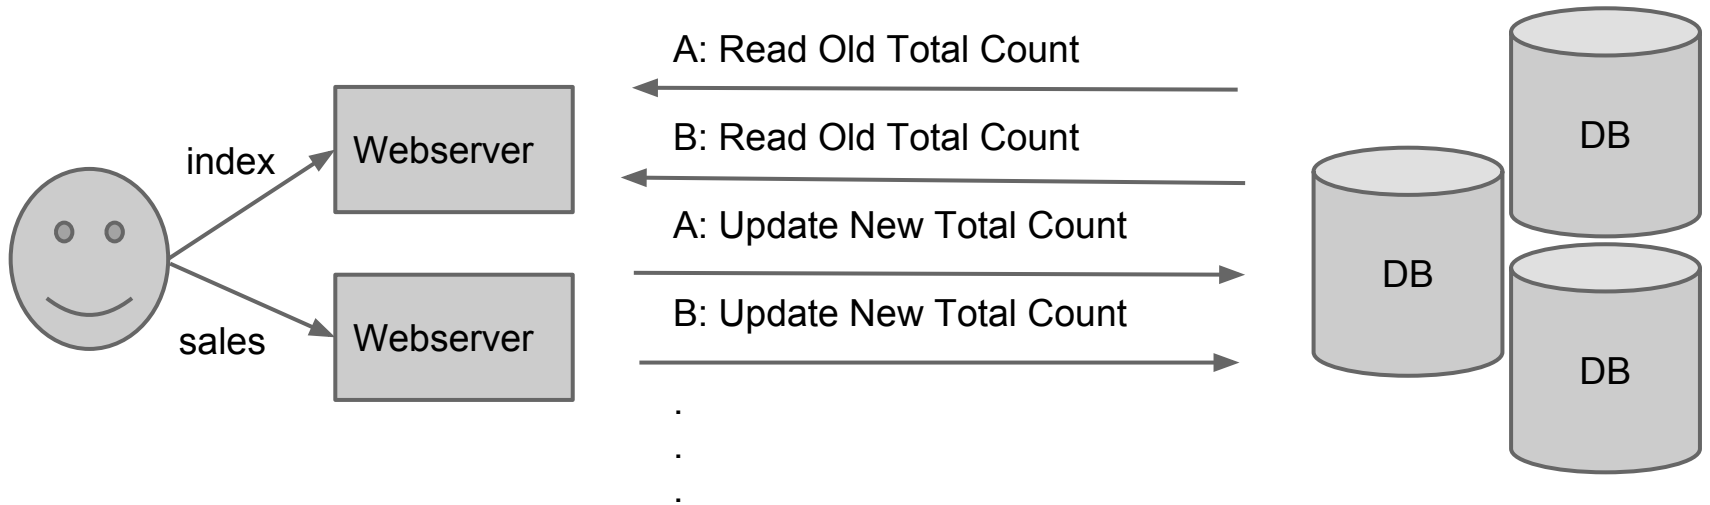 A: Read Old Total Count
B: Read Old Total Count
A: Update New Total Count
B: Update New Total Count
.
.
.
index
sales
Webserver
Webserver
DB
DB
DB